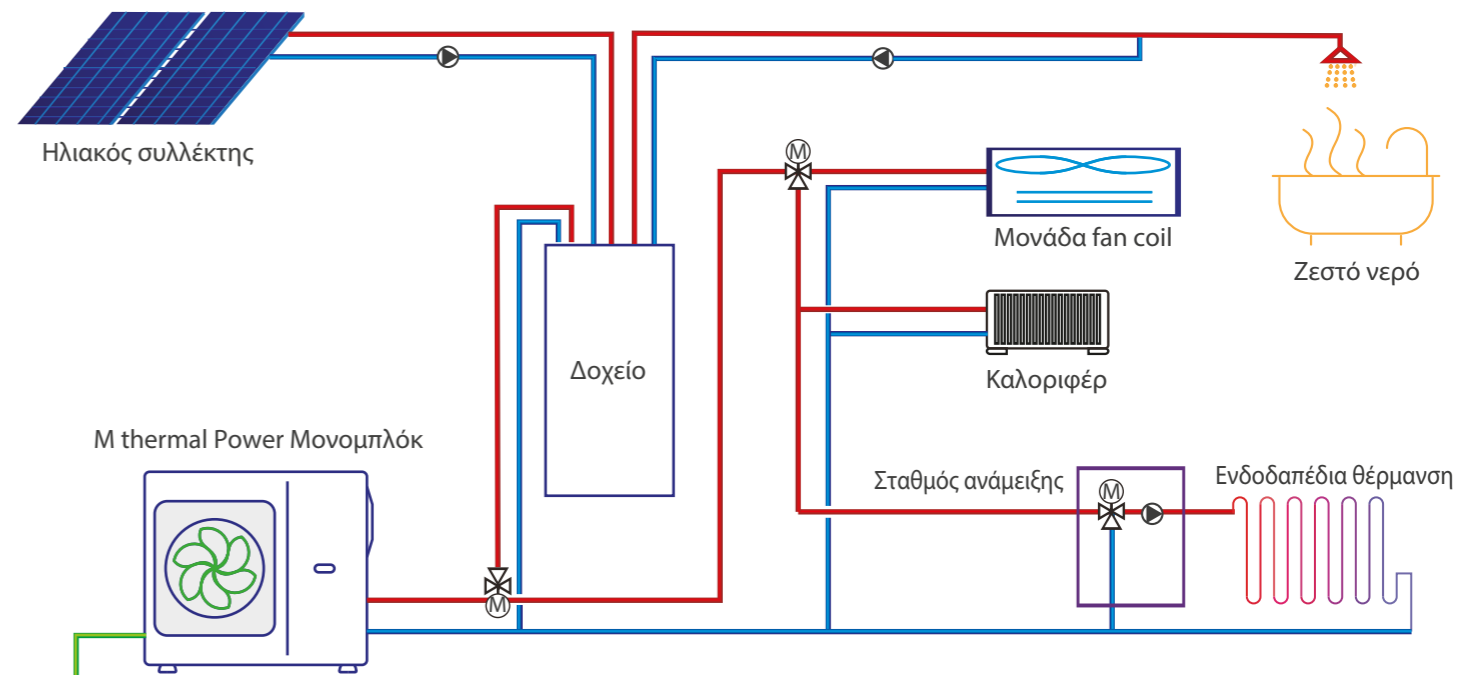 Ηλιακός συλλέκτης
M
Μονάδα fan coil
Ζεστό νερό
Δοχείο
Καλοριφέρ
M thermal Power Μονομπλόκ
Σταθμός ανάμειξης
Ενδοδαπέδια θέρμανση
M
M